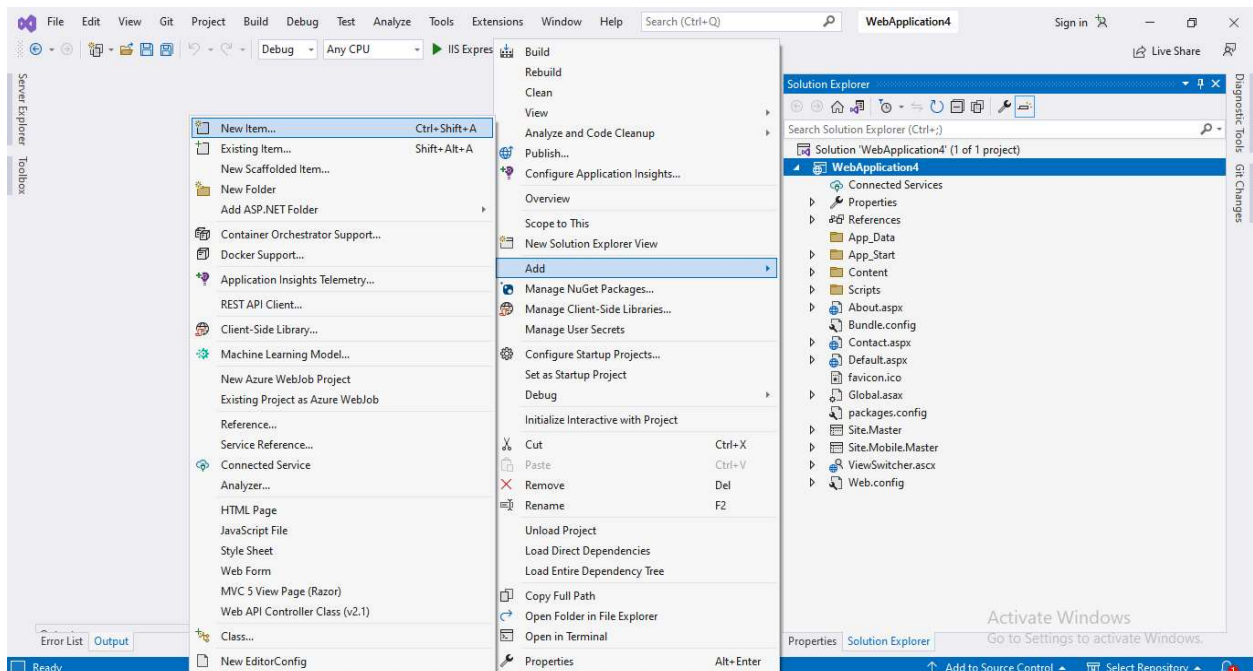 File Edit View Git Project Build Debug Test Analyze Tools Extensions Window Help Search (Ctrl+Q) WebApplication4 Sign in
Debug Any CPU IIS Expres Live Share
Server Explorer
Toolbox
New Item... Ctrl+Shift+A
Existing Item... Shift+Alt+A
New Scaffolded Item...
New Folder
Add ASP.NET Folder
Container Orchestrator Support...
Docker Support...
Application Insights Telemetry...
REST API Client...
Client-Side Library...
Machine Learning Model...
New Azure WebJob Project
Existing Project as Azure WebJob
Reference...
Service Reference...
Connected Service
Analyzer...
HTML Page
JavaScript File
Style Sheet
Web Form
MVC 5 View Page (Razor)
Web API Controller Class (v2.1)
Class...
New EditorConfig
Build
Rebuild
Clean
View
Analyze and Code Cleanup
Publish...
Configure Application Insights...
Overview
Scope to This
New Solution Explorer View
Add
Manage NuGet Packages...
Manage Client-Side Libraries...
Manage User Secrets
Configure Startup Projects...
Set as Startup Project
Debug
Initialize Interactive with Project
Cut Ctrl+X
Paste Ctrl+V
Remove Del
Rename F2
Unload Project
Load Direct Dependencies
Load Entire Dependency Tree
Copy Full Path
Open Folder in File Explorer
Open in Terminal
Properties Alt+Enter
Solution Explorer
Search Solution Explorer (Ctrl+;)
Solution 'WebApplication4' (1 of 1 project)
WebApplication4
Connected Services
Properties
References
App_Data
App_Start
Content
Scripts
About.aspx
Bundle.config
Contact.aspx
Default.aspx
favicon.ico
Global.asax
packages.config
Site.Master
Site.Mobile.Master
ViewSwitcher.ascx
Web.config
Diagnostic Tools
Git Changes
Activate Windows
Go to Settings to activate Windows.
Error List Output
Properties Solution Explorer
Ready Add to Source Control Select Repository